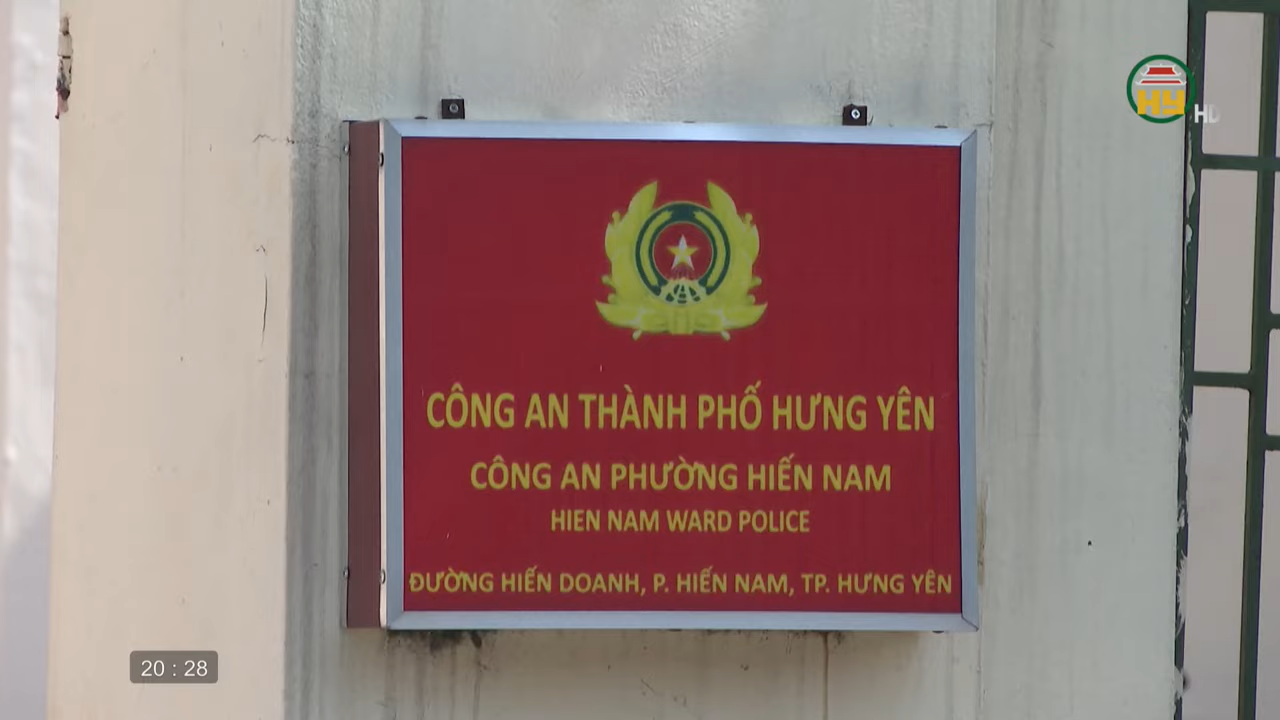 HY HD
CÔNG AN THÀNH PHỐ HƯNG YÊN
CÔNG AN PHƯỜNG HIẾN NAM
HIEN NAM WARD POLICE
ĐƯỜNG HIẾN DOANH, P. HIẾN NAM, TP. HƯNG YÊN
20 : 28